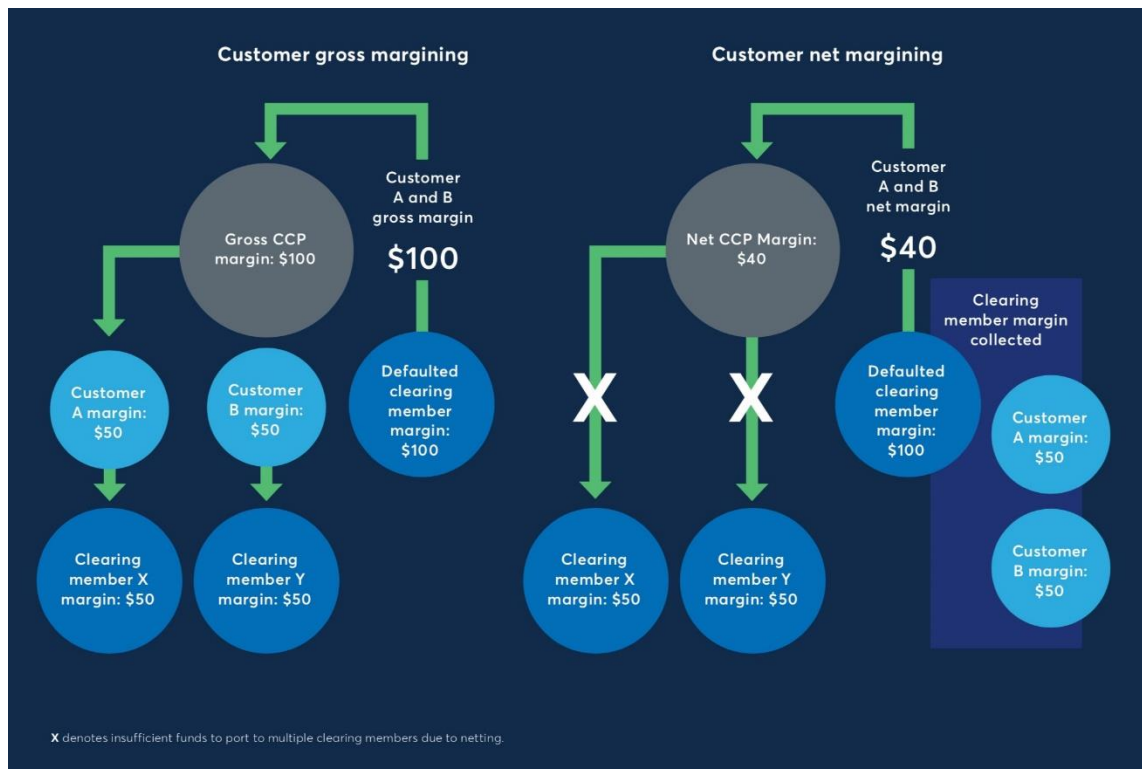 Customer gross margining
Customer
A and B
gross margin
$100
Gross CCP
margin: $100
Customer
A margin:
$50
Customer
B margin:
$50
Defaulted
clearing
member
margin:
$100
Clearing
member X
margin: $50
Clearing
member Y
margin: $50
Customer net margining
Customer
A and B
net margin
$40
Net CCP Margin:
$40
Clearing
member margin
collected
X
X
Defaulted
clearing
member
margin:
$100
Customer
A margin:
$50
Customer
B margin:
$50
Clearing
member X
margin: $50
Clearing
member Y
margin: $50
X denotes insufficient funds to port to multiple clearing members due to netting.